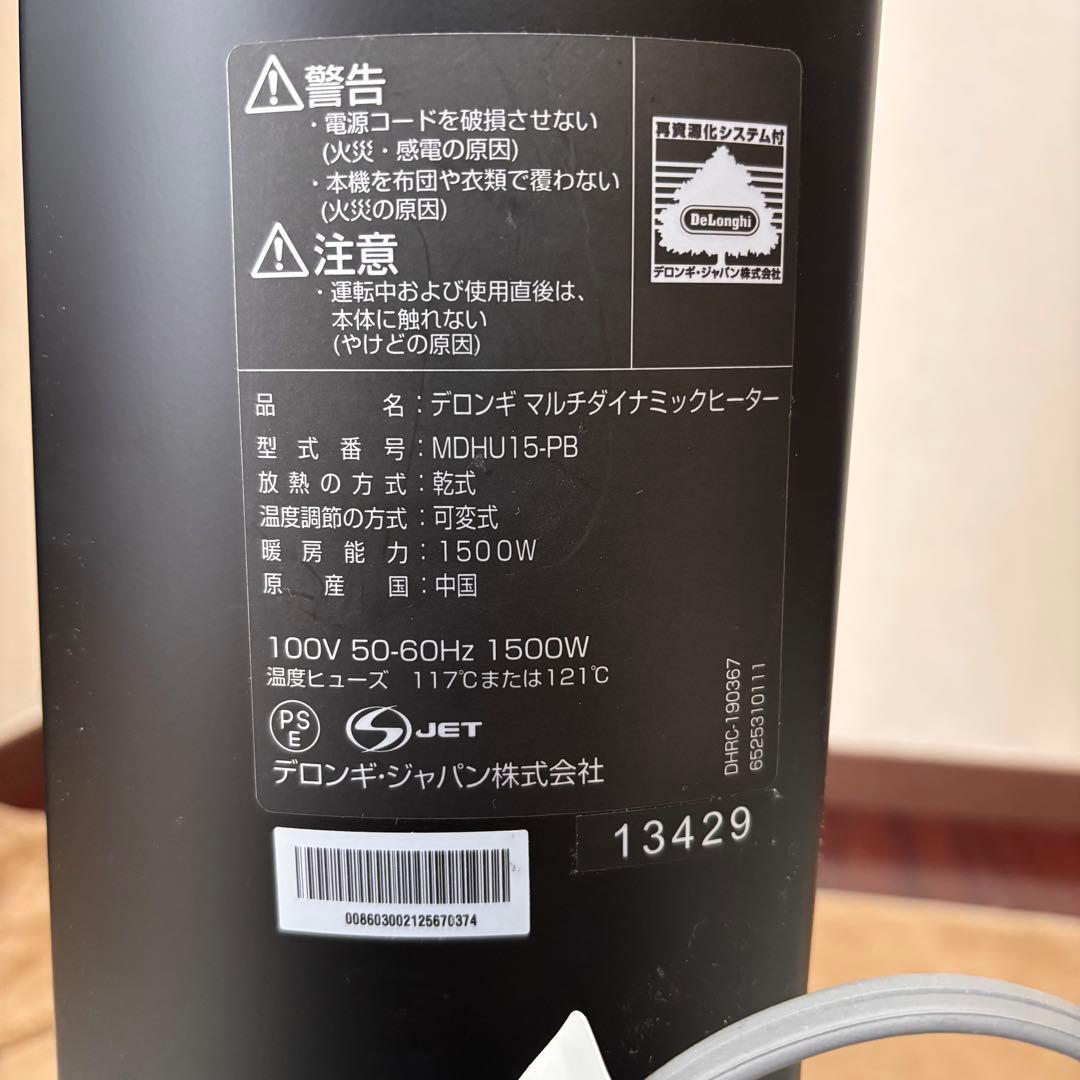 警告
・電源コードを破損させない
(火災・感電の原因)
・本機を布団や衣類で覆わない
(火災の原因)
注意
・運転中および使用直後は、
本体に触れない
(やけどの原因)
再資源化システム付
DeLonghi
デロンギ・ジャパン株式会社
品名：デロンギ マルチダイナミックヒーター
型式番号：MDHU15-PB
放熱の方式：乾式
温度調節の方式：可変式
暖房能力：1500W
原産国：中国
100V 50-60Hz 1500W
温度ヒューズ 117℃または121℃
PSE
JET
デロンギ・ジャパン株式会社
DHRC-190367
6525310111
13429
008603002125670374